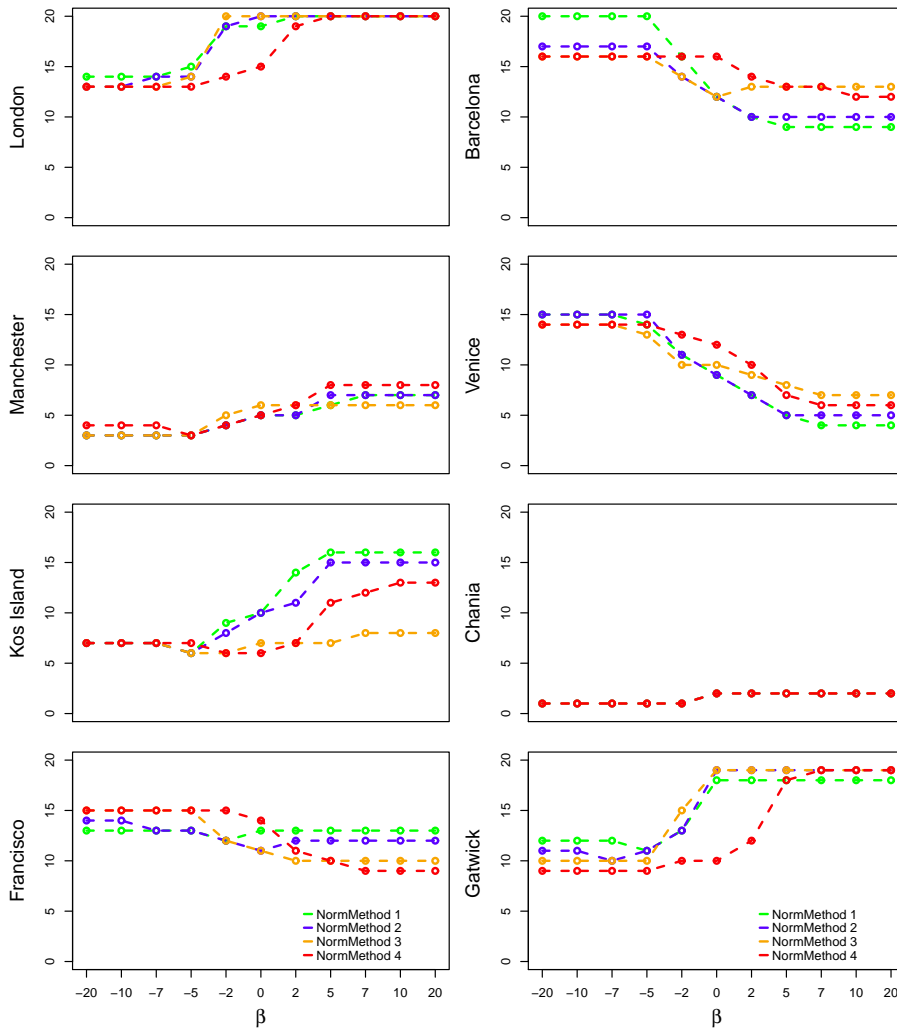 London
0 5 10 15 20
Barcelona
0 5 10 15 20
Manchester
0 5 10 15 20
Venice
0 5 10 15 20
Kos Island
0 5 10 15 20
Chania
0 5 10 15 20
Francisco
0 5 10 15 20
NormMethod 1
NormMethod 2
NormMethod 3
NormMethod 4
−20 −10 −7 −5 −2 0 2 5 7 10 20
β
Gatwick
0 5 10 15 20
NormMethod 1
NormMethod 2
NormMethod 3
NormMethod 4
−20 −10 −7 −5 −2 0 2 5 7 10 20
β